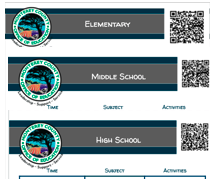 Elementary
Middle School
Time Subject Activities
High School
Time Subject Activities